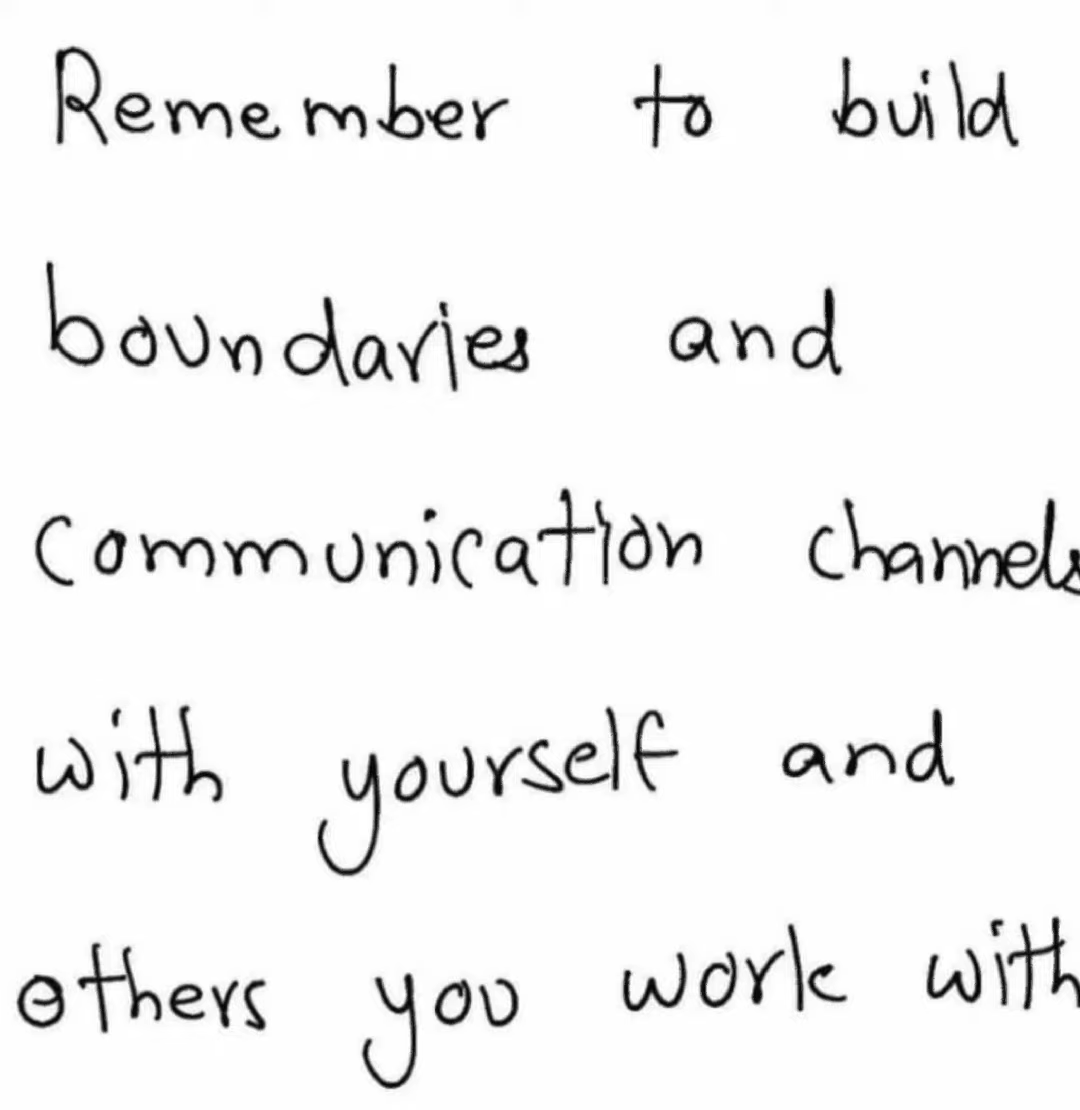 Remember to build
boundaries and
communication channels
with yourself and
others you work with